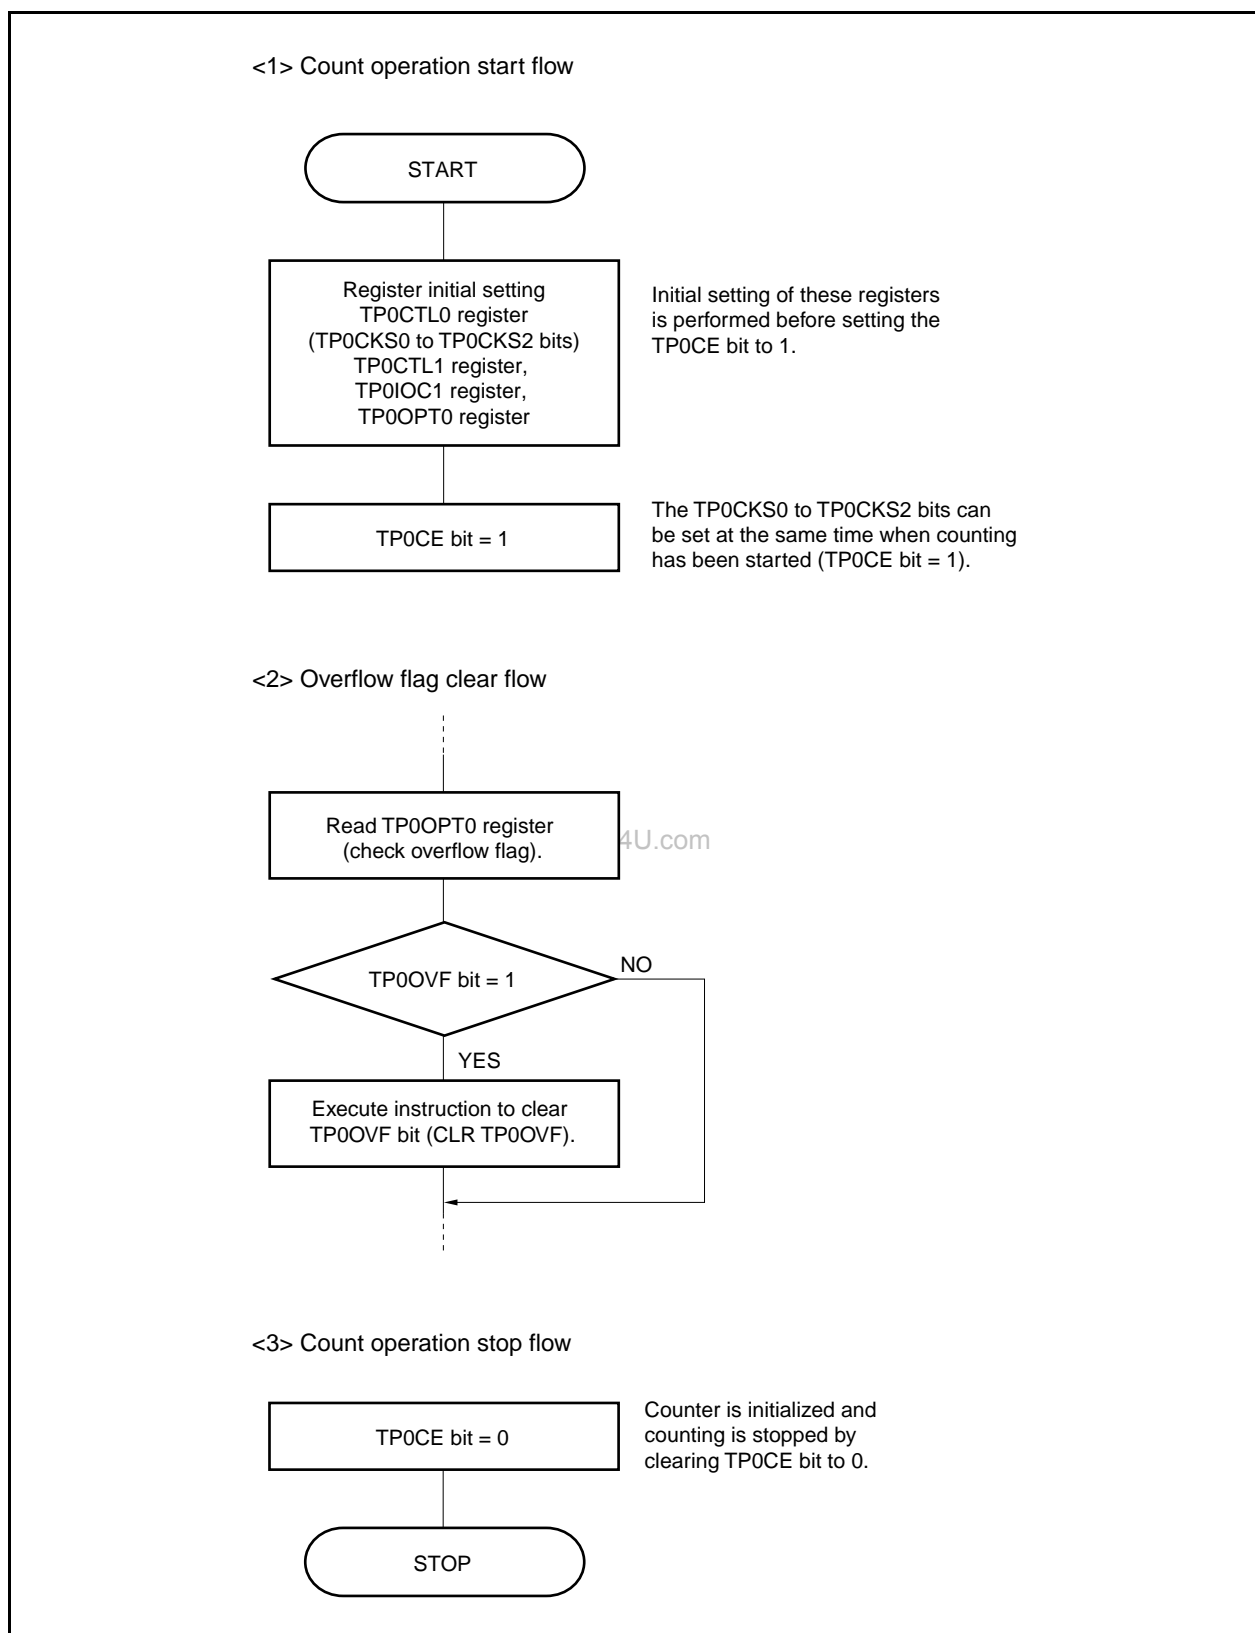 <1> Count operation start flow
START
Register initial setting
TP0CTL0 register
(TP0CKS0 to TP0CKS2 bits)
TP0CTL1 register,
TP0IOC1 register,
TP0OPT0 register
Initial setting of these registers
is performed before setting the
TP0CE bit to 1.
TP0CE bit = 1
The TP0CKS0 to TP0CKS2 bits can
be set at the same time when counting
has been started (TP0CE bit = 1).
<2> Overflow flag clear flow
Read TP0OPT0 register
(check overflow flag).
4U.com
TP0OVF bit = 1
NO
YES
Execute instruction to clear
TP0OVF bit (CLR TP0OVF).
<3> Count operation stop flow
TP0CE bit = 0
Counter is initialized and
counting is stopped by
clearing TP0CE bit to 0.
STOP